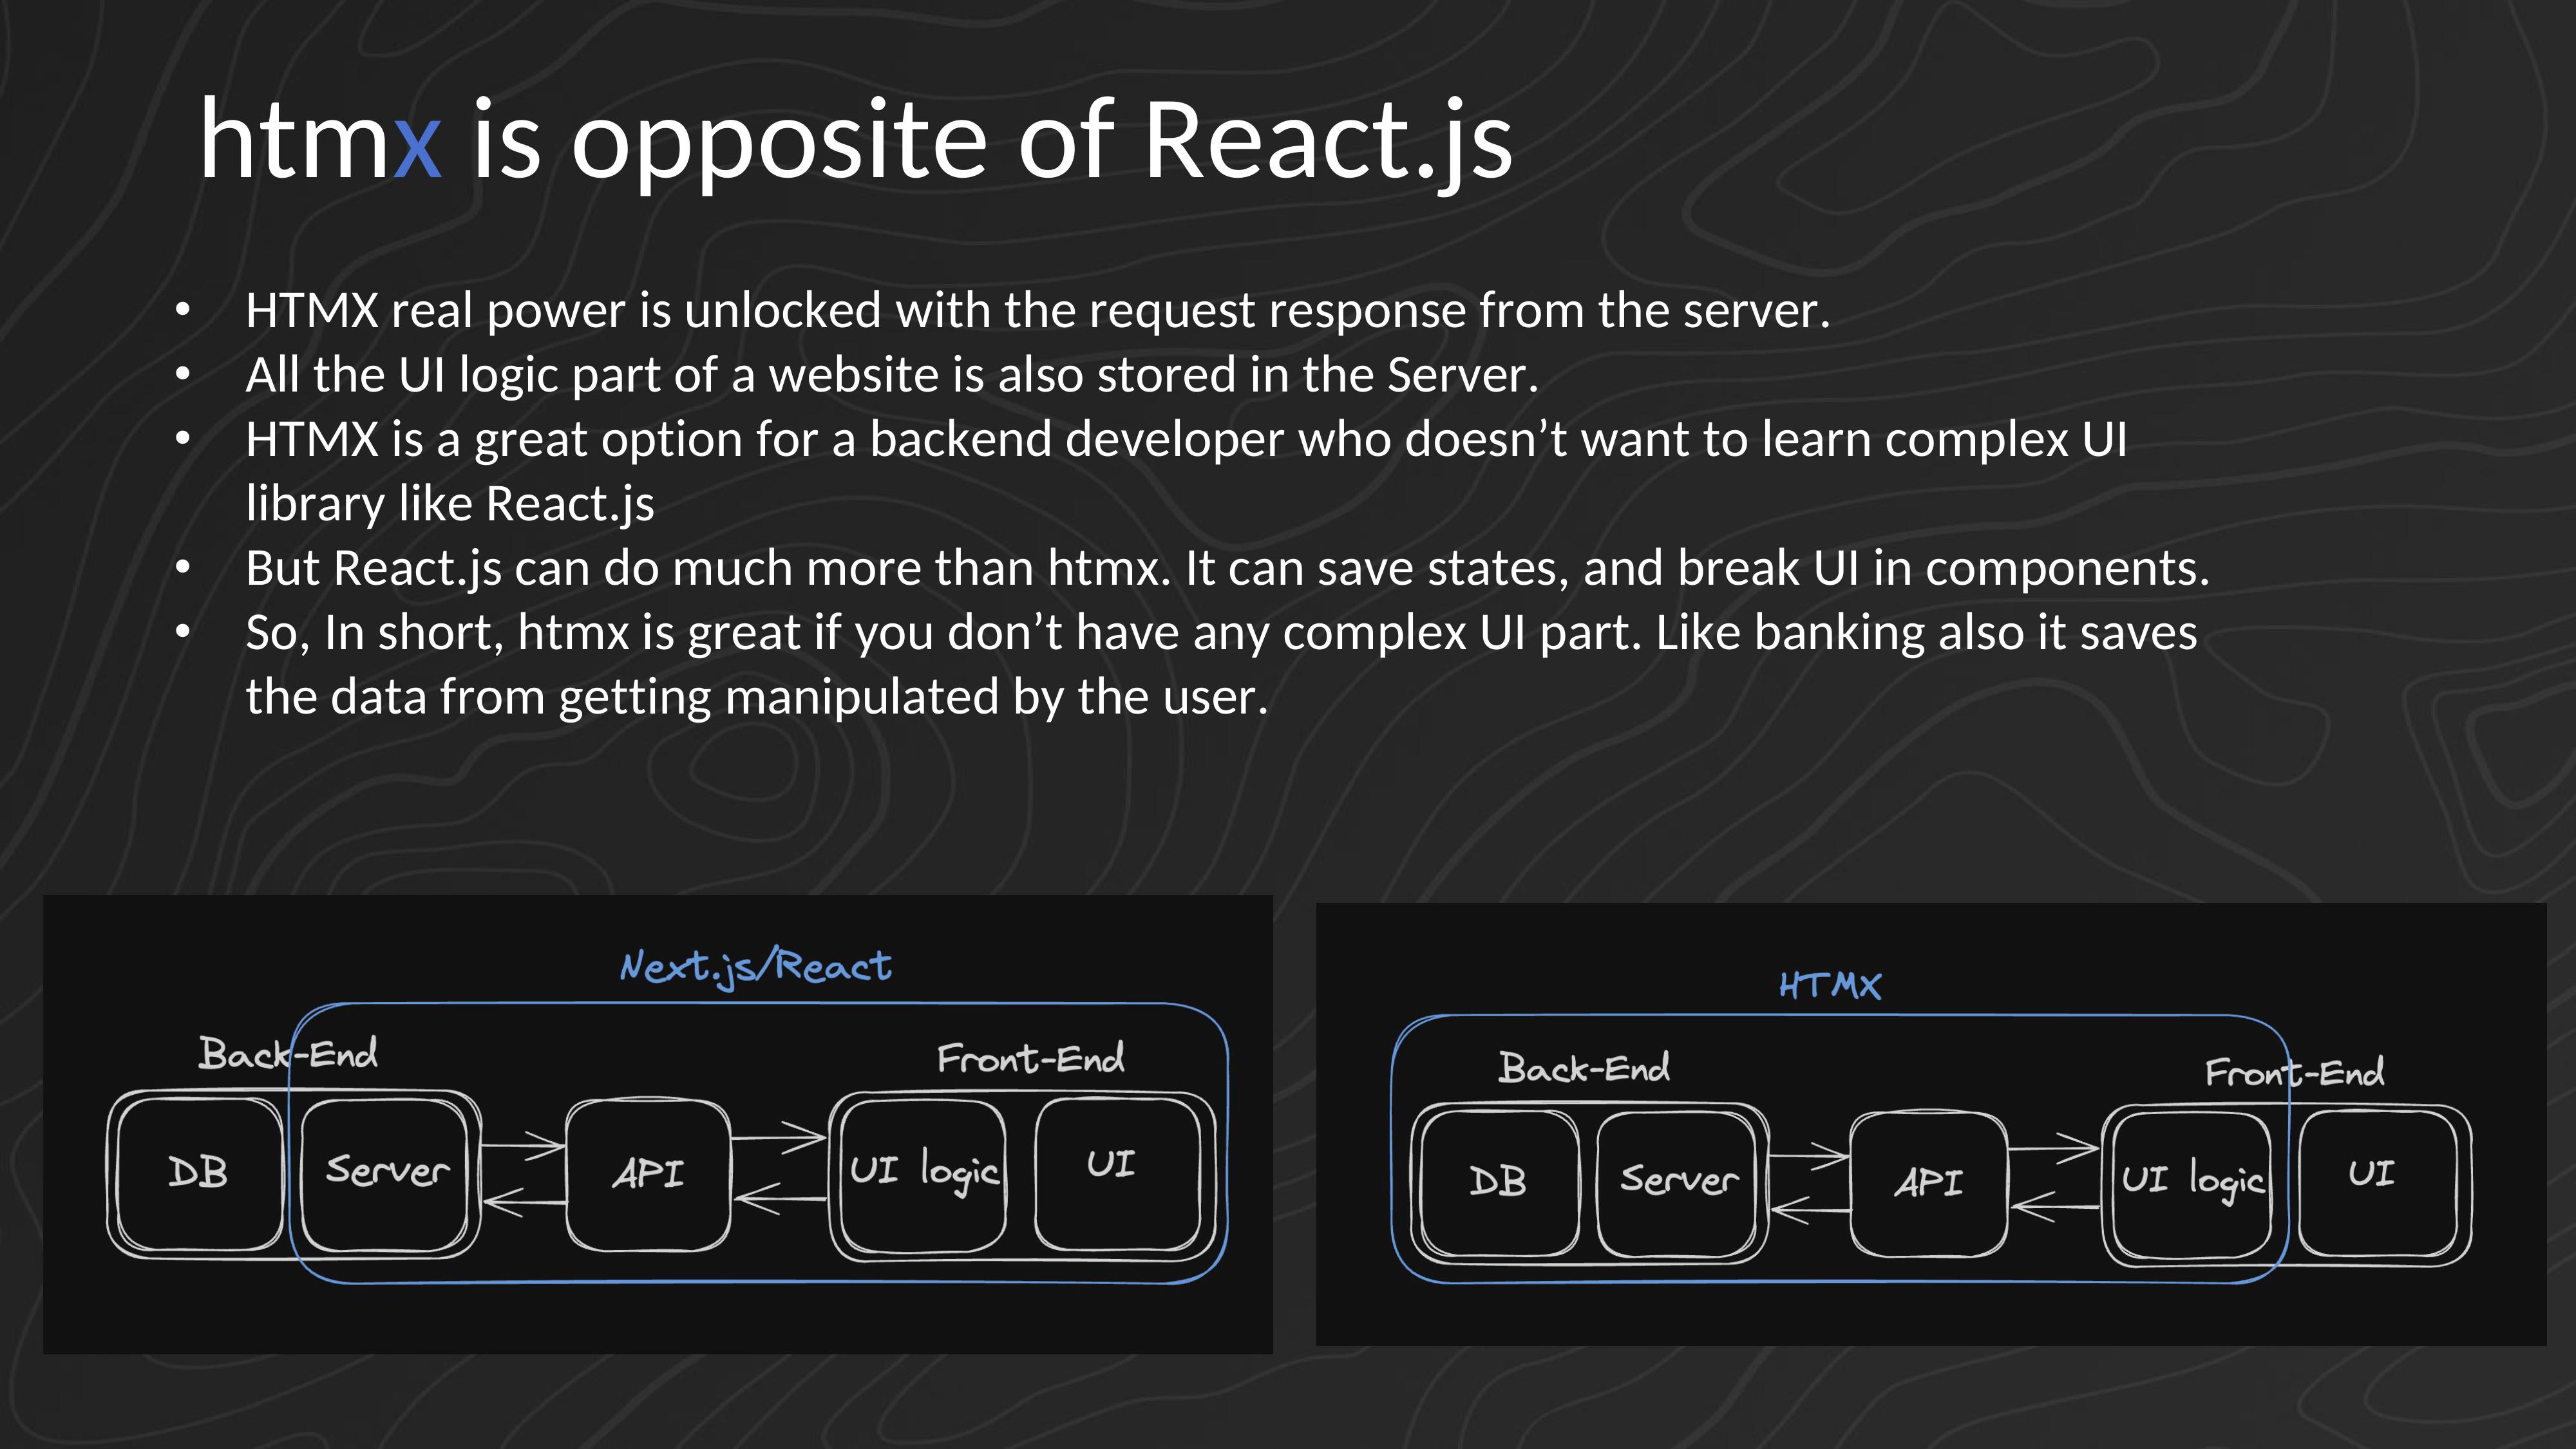 htmx is opposite of React.js
• HTMX real power is unlocked with the request response from the server.
• All the UI logic part of a website is also stored in the Server.
• HTMX is a great option for a backend developer who doesn’t want to learn complex UI
library like React.js
• But React.js can do much more than htmx. It can save states, and break UI in components.
• So, In short, htmx is great if you don’t have any complex UI part. Like banking also it saves
the data from getting manipulated by the user.
Next.js/React
Back-End
Front-End
DB
Server
API
UI logic
UI
HTMX
Back-End
Front-End
DB
Server
API
UI logic
UI